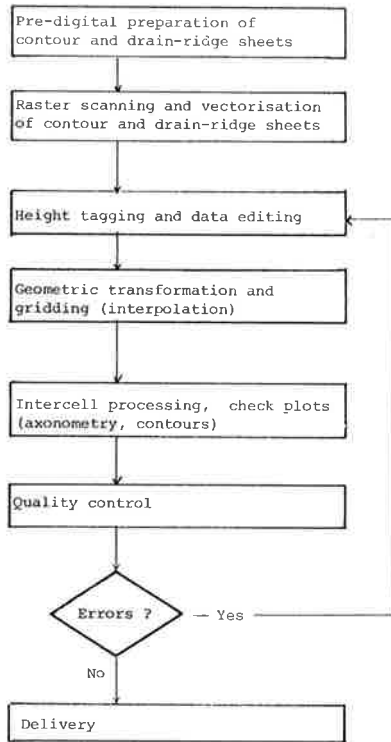 Pre-digital preparation of
contour and drain-ridge sheets
Raster scanning and vectorisation
of contour and drain-ridge sheets
Height tagging and data editing
Geometric transformation and
gridding (interpolation)
Intercell processing, check plots
(axonometry, contours)
Quality control
Errors ?
Yes
No
Delivery